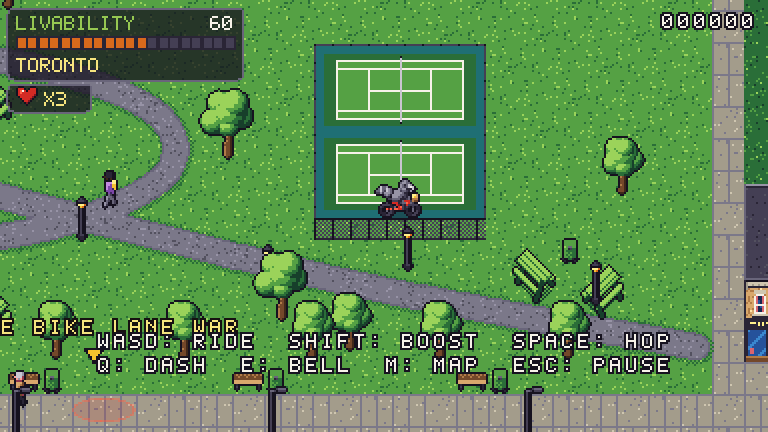 LIVABILITY 60
000000
TORONTO
X3
E BIKE LANE WAR
WASD: RIDE SHIFT: BOOST SPACE: HOP
Q: DASH E: BELL M: MAP ESC: PAUSE